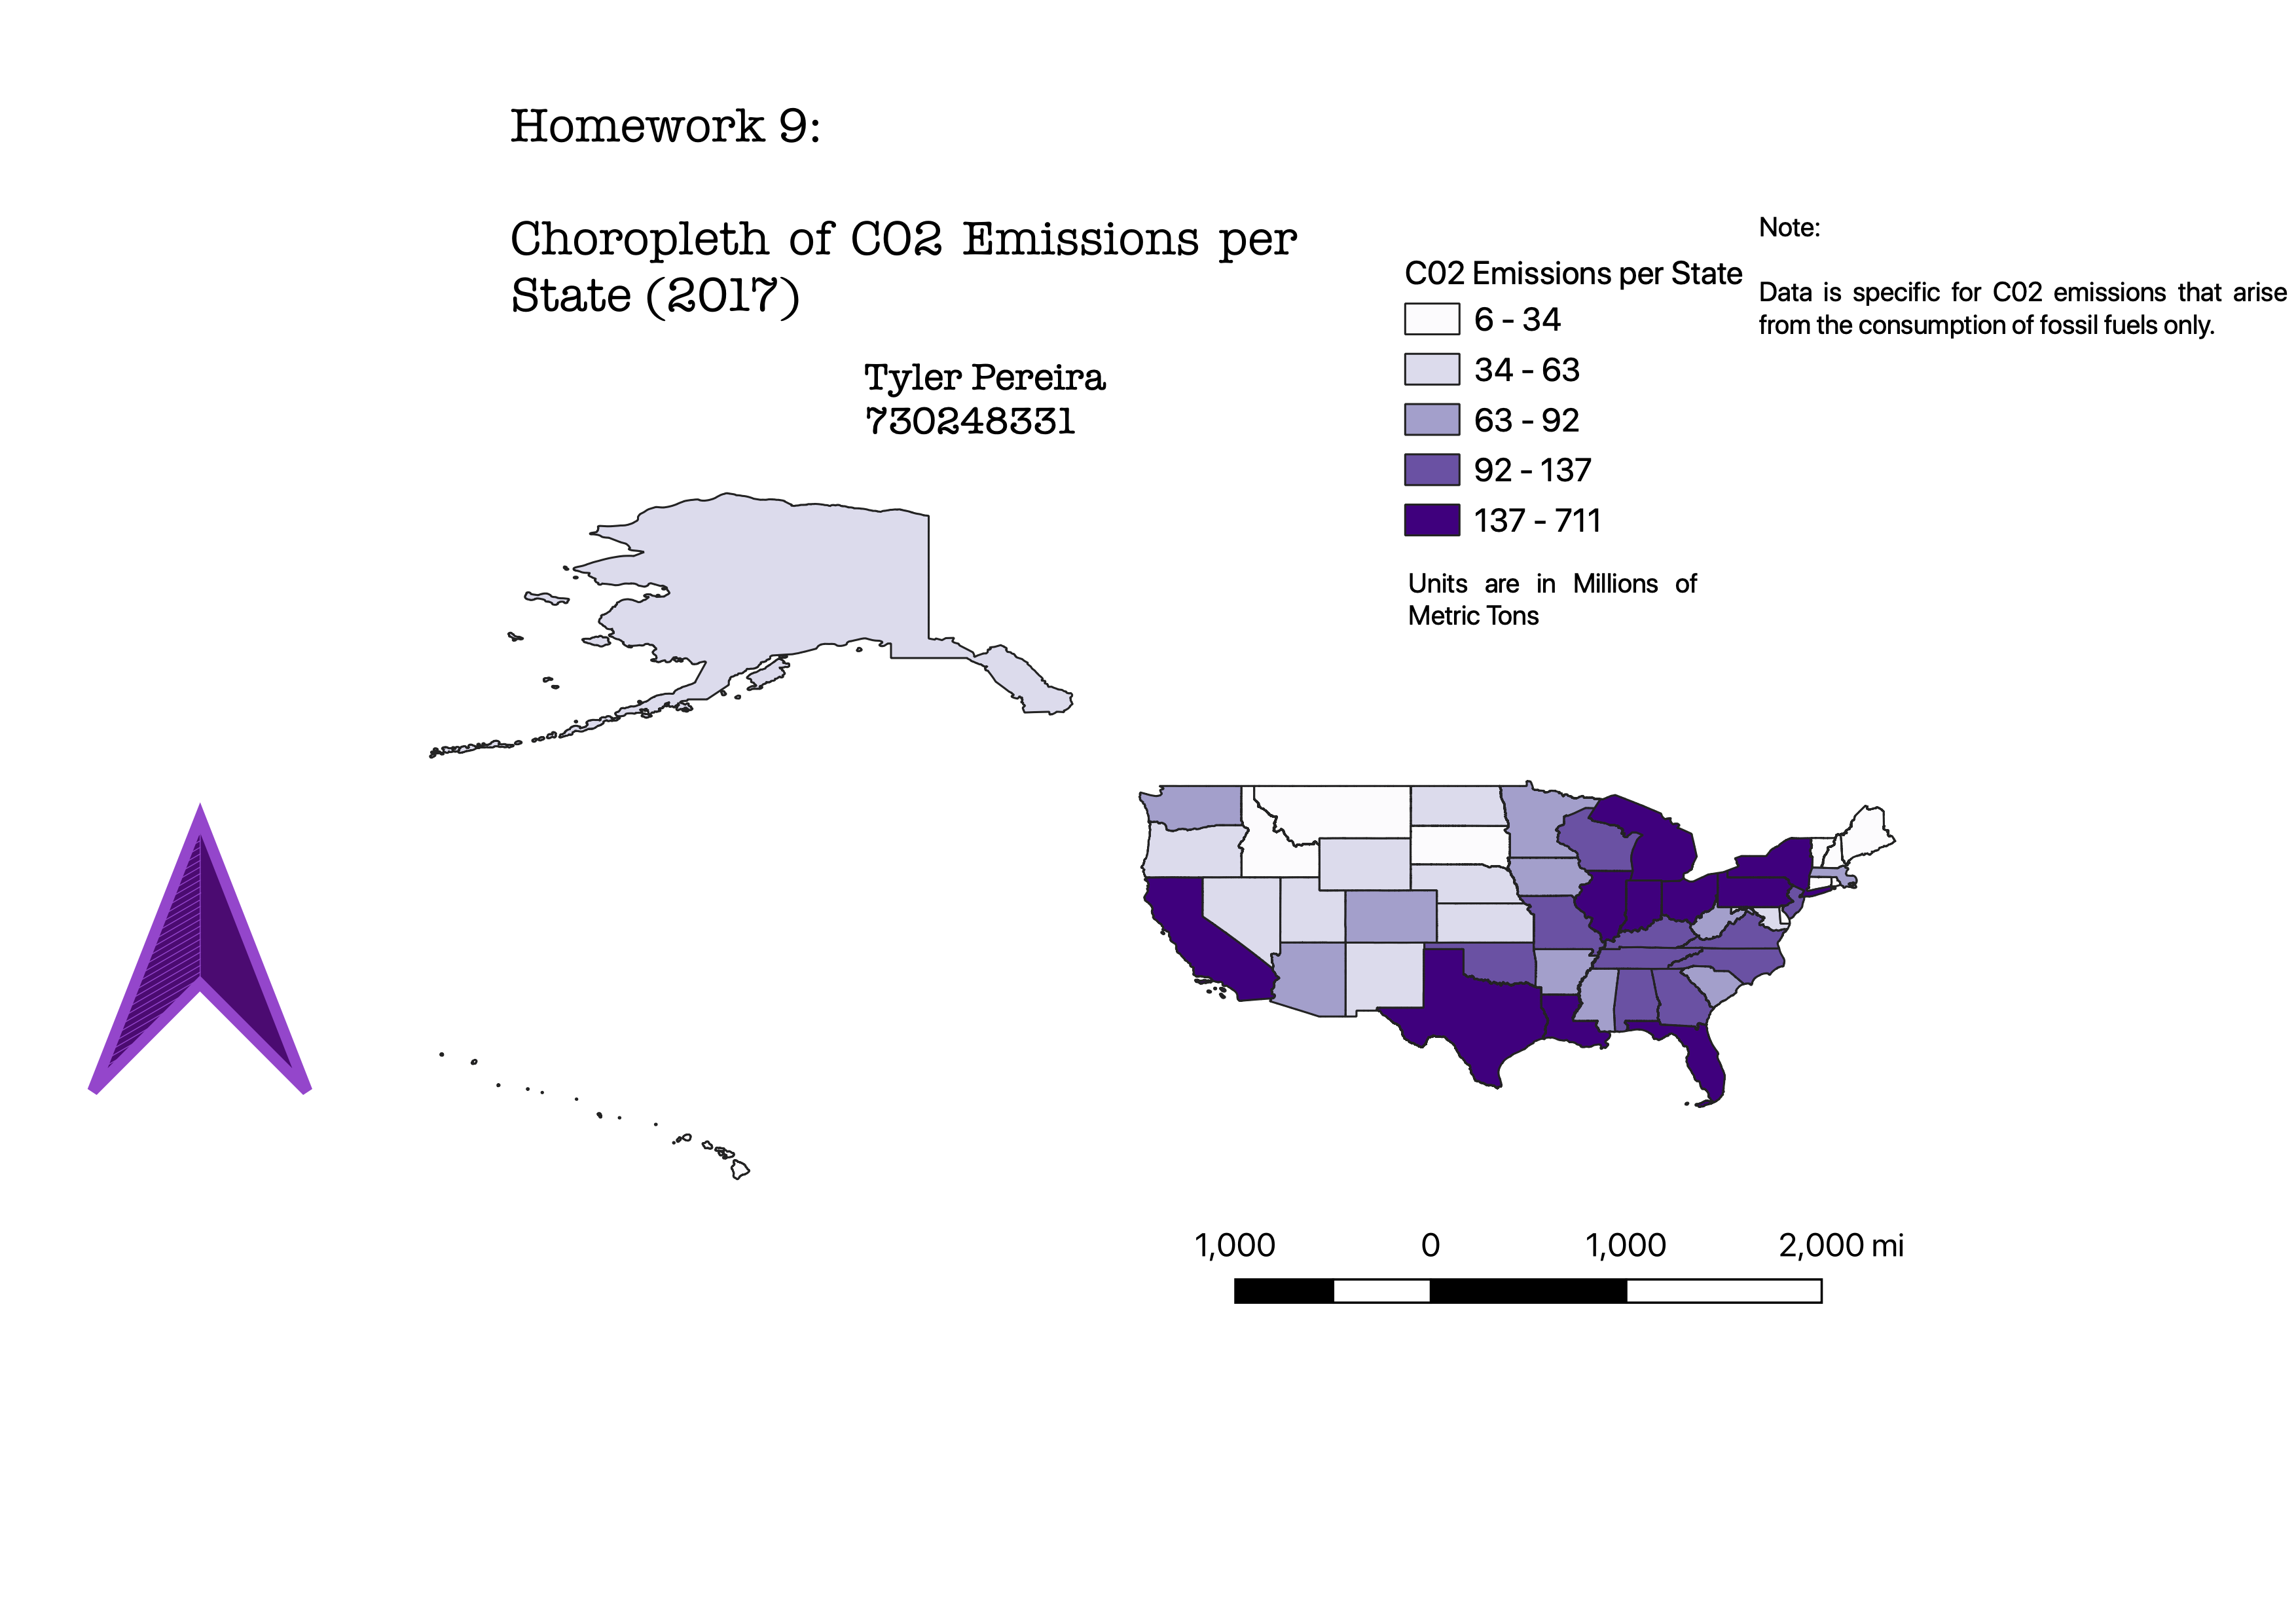 Homework 9:
Choropleth of C02 Emissions per
State (2017)
Tyler Pereira
730248331
C02 Emissions per State
6 - 34
34 - 63
63 - 92
92 - 137
137 - 711
Units are in Millions of
Metric Tons
Note:
Data is specific for C02 emissions that arise
from the consumption of fossil fuels only.
1,000 0 1,000 2,000 mi